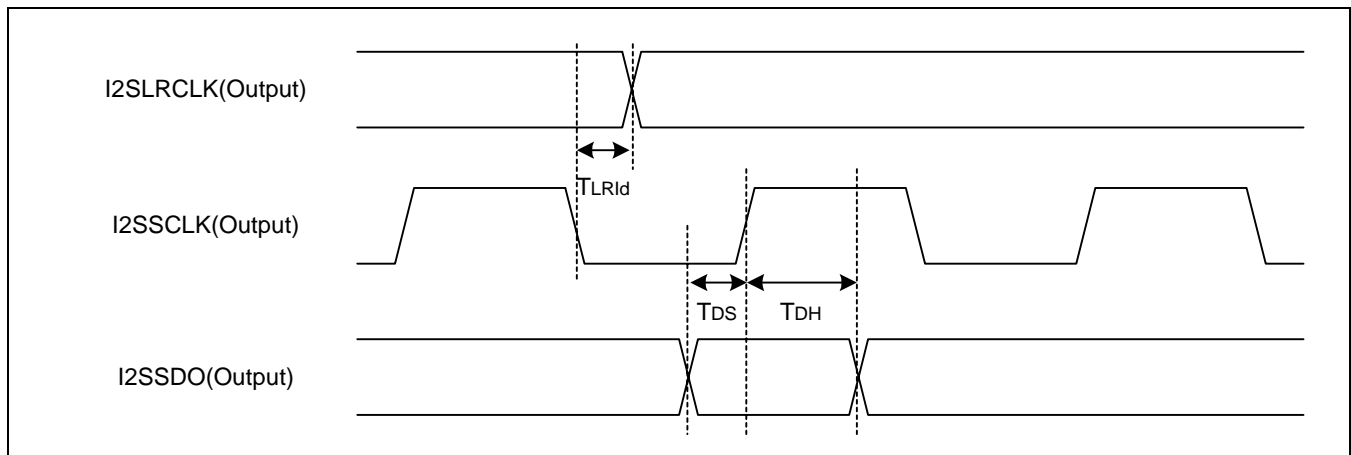 I2SLRCLK(Output)
TLRId
I2SSCLK(Output)
TDS
TDH
I2SSDO(Output)